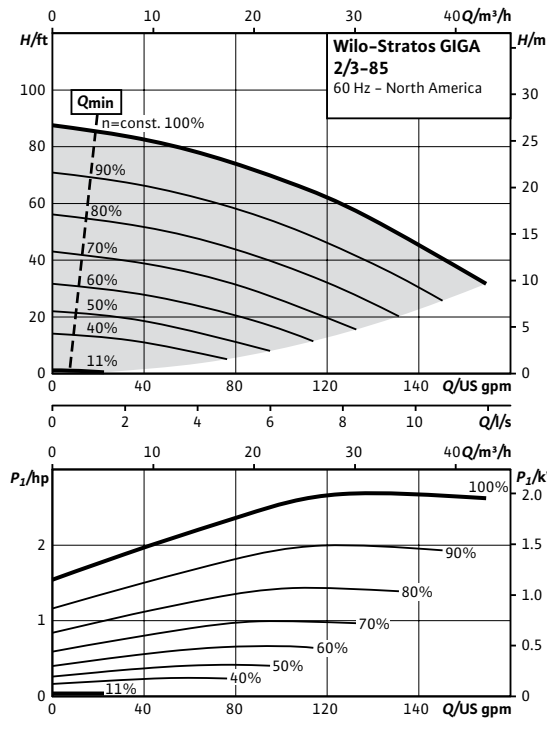 0 10 20 30 40 Q/m³/h
H/ft
H/m
Wilo-Stratos GIGA
2/3-85
60 Hz – North America
100
30
Qmin
n=const. 100%
25
80
90%
20
60
80%
15
70%
40
10
60%
50%
20
5
40%
11%
0
0
0 40 80 120 140 Q/US gpm
0 2 4 6 8 10 Q/l/s
0 10 20 30 40 Q/m³/h
P₁/hp
P₁/k
100%
2.0
2
1.5
90%
80%
1.0
1
70%
60%
0.5
50%
40%
11%
0
0
0 40 80 120 140 Q/US gpm